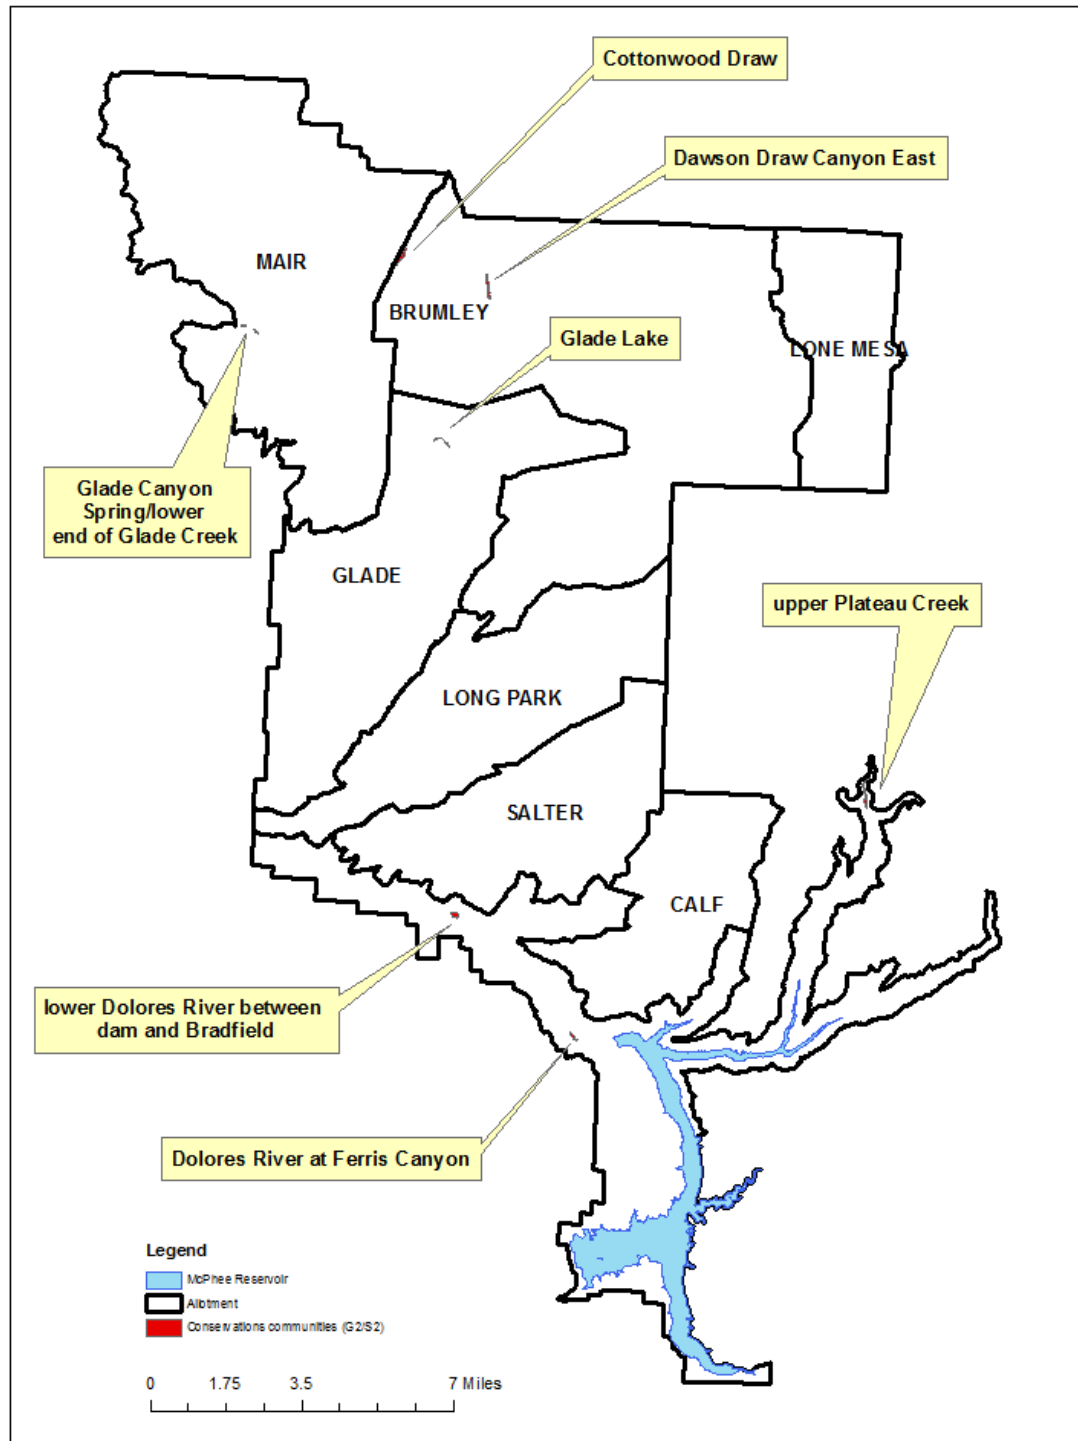 Cottonwood Draw
Dawson Draw Canyon East
MAIR
BRUMLEY
Glade Lake
LONE MESA
Glade Canyon
Spring/lower
end of Glade Creek
GLADE
upper Plateau Creek
LONG PARK
SALTER
CALF
lower Dolores River between
dam and Bradfield
Dolores River at Ferris Canyon
Legend
McPhee Reservoir
Allotment
Conservations communities (G2/S2)
0 1.75 3.5 7 Miles